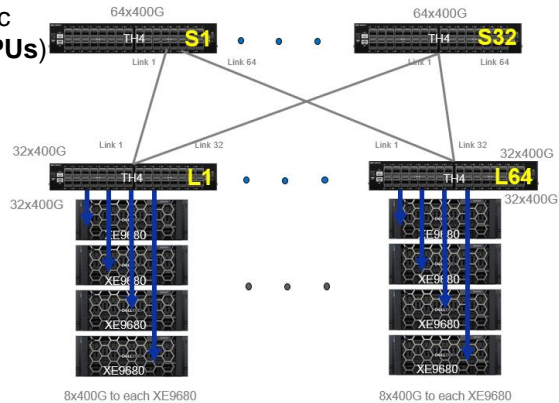 c
PUs)
64x400G
64x400G
TH4
S1
TH4
S32
Link 1
Link 64
Link 1
Link 64
Link 1
Link 32
Link 1
Link 32
32x400G
32x400G
TH4
L1
TH4
L64
32x400G
32x400G
XE9680
XE9680
XE9680
XE9680
XE9680
XE9680
XE9680
XE9680
8x400G to each XE9680
8x400G to each XE9680